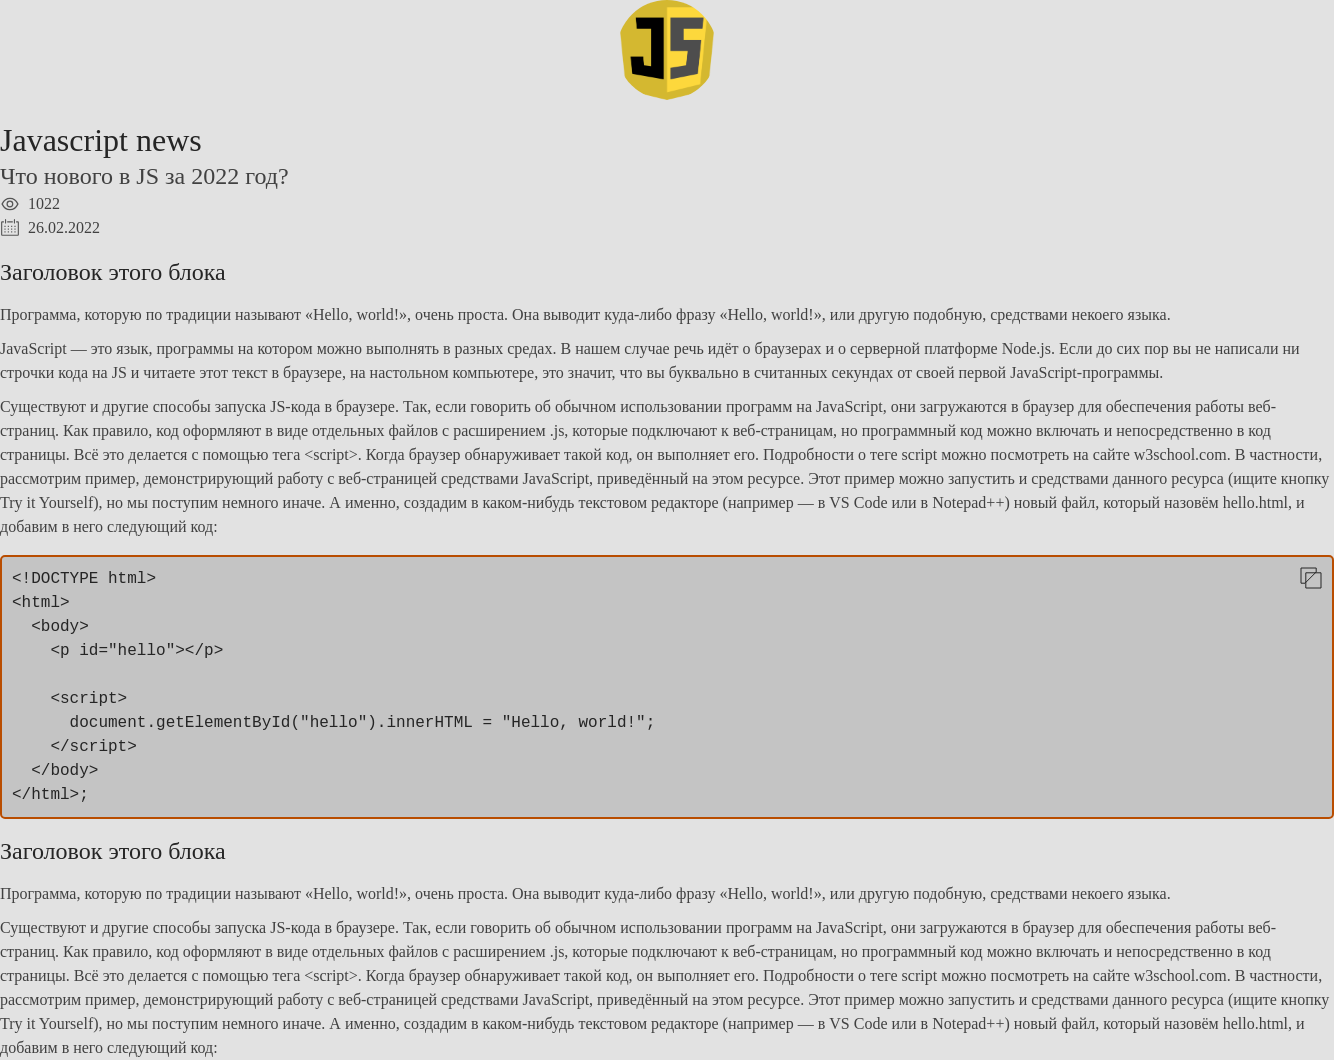 JS
Javascript news
Что нового в JS за 2022 год?
1022
26.02.2022
Заголовок этого блока
Программа, которую по традиции называют «Hello, world!», очень проста. Она выводит куда-либо фразу «Hello, world!», или другую подобную, средствами некоего языка.
JavaScript — это язык, программы на котором можно выполнять в разных средах. В нашем случае речь идёт о браузерах и о серверной платформе Node.js. Если до сих пор вы не написали ни
строчки кода на JS и читаете этот текст в браузере, на настольном компьютере, это значит, что вы буквально в считанных секундах от своей первой JavaScript-программы.
Существуют и другие способы запуска JS-кода в браузере. Так, если говорить об обычном использовании программ на JavaScript, они загружаются в браузер для обеспечения работы веб-
страниц. Как правило, код оформляют в виде отдельных файлов с расширением .js, которые подключают к веб-страницам, но программный код можно включать и непосредственно в код
страницы. Всё это делается с помощью тега <script>. Когда браузер обнаруживает такой код, он выполняет его. Подробности о теге script можно посмотреть на сайте w3school.com. В частности,
рассмотрим пример, демонстрирующий работу с веб-страницей средствами JavaScript, приведённый на этом ресурсе. Этот пример можно запустить и средствами данного ресурса (ищите кнопку
Try it Yourself), но мы поступим немного иначе. А именно, создадим в каком-нибудь текстовом редакторе (например — в VS Code или в Notepad++) новый файл, который назовём hello.html, и
добавим в него следующий код:
<!DOCTYPE html>
<html>
  <body>
    <p id="hello"></p>
    <script>
      document.getElementById("hello").innerHTML = "Hello, world!";
    </script>
  </body>
</html>;
Заголовок этого блока
Программа, которую по традиции называют «Hello, world!», очень проста. Она выводит куда-либо фразу «Hello, world!», или другую подобную, средствами некоего языка.
Существуют и другие способы запуска JS-кода в браузере. Так, если говорить об обычном использовании программ на JavaScript, они загружаются в браузер для обеспечения работы веб-
страниц. Как правило, код оформляют в виде отдельных файлов с расширением .js, которые подключают к веб-страницам, но программный код можно включать и непосредственно в код
страницы. Всё это делается с помощью тега <script>. Когда браузер обнаруживает такой код, он выполняет его. Подробности о теге script можно посмотреть на сайте w3school.com. В частности,
рассмотрим пример, демонстрирующий работу с веб-страницей средствами JavaScript, приведённый на этом ресурсе. Этот пример можно запустить и средствами данного ресурса (ищите кнопку
Try it Yourself), но мы поступим немного иначе. А именно, создадим в каком-нибудь текстовом редакторе (например — в VS Code или в Notepad++) новый файл, который назовём hello.html, и
добавим в него следующий код: